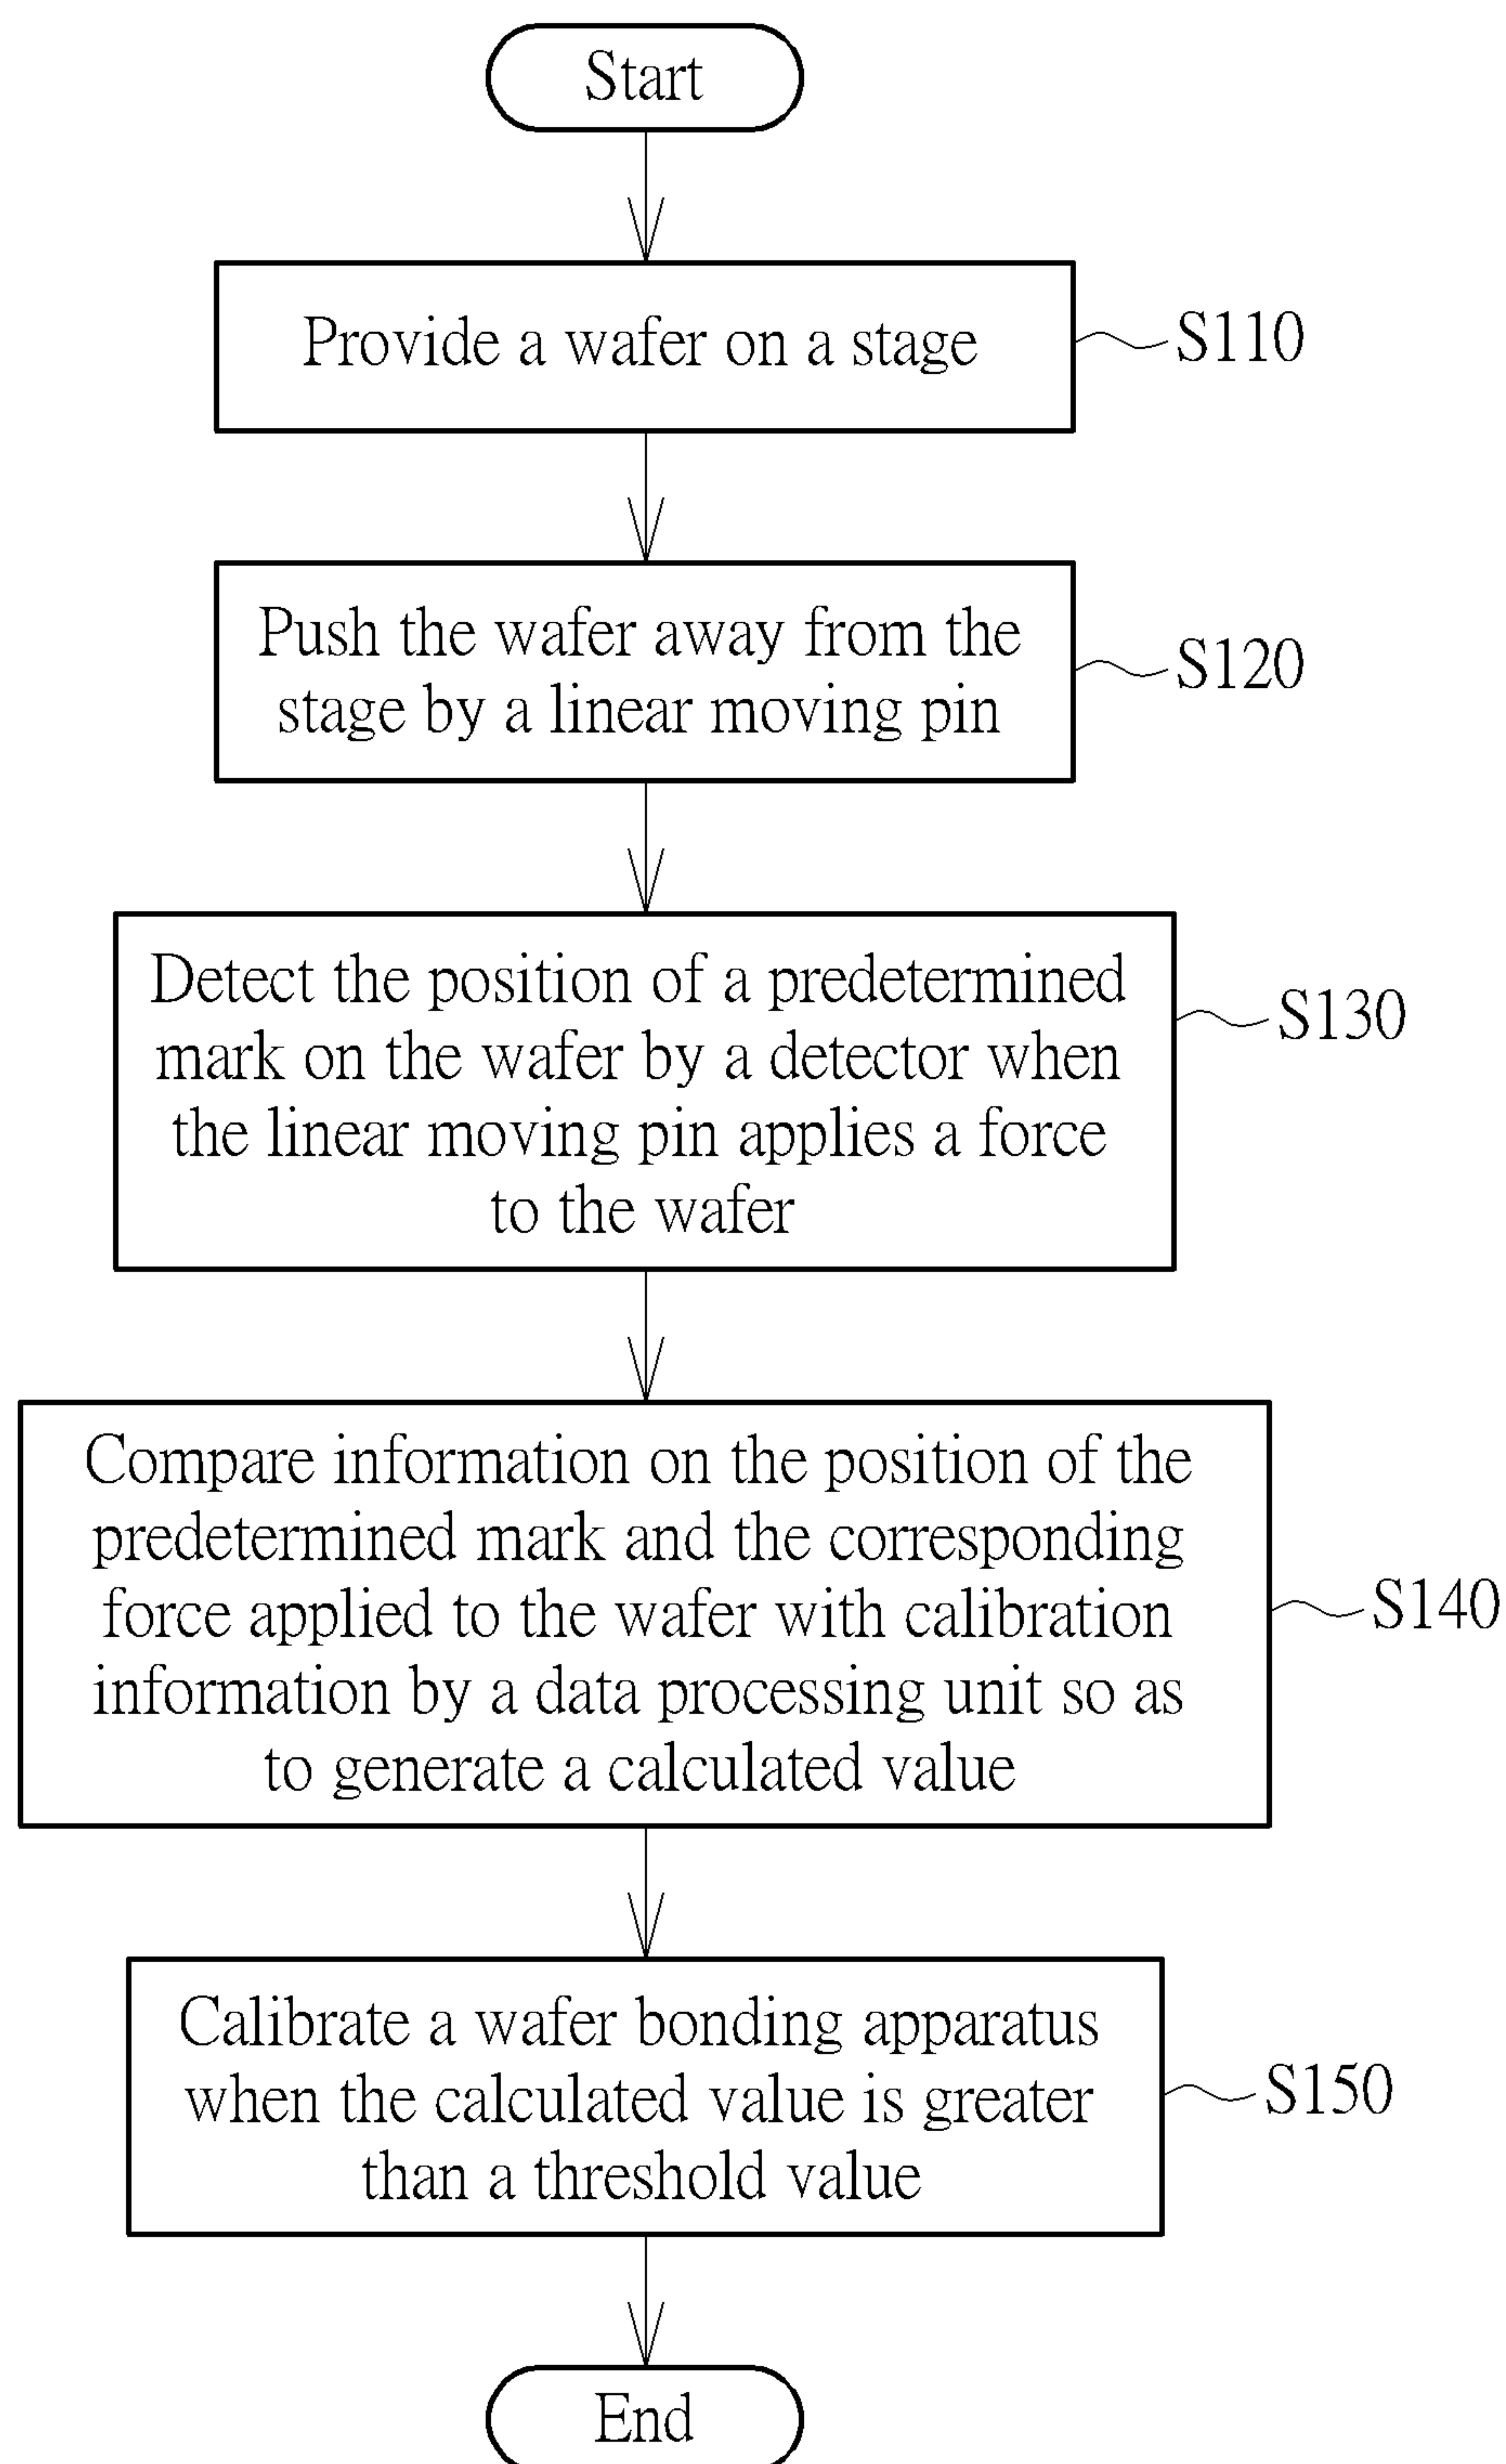 Start
Provide a wafer on a stage
S110
Push the wafer away from the
stage by a linear moving pin
S120
Detect the position of a predetermined
mark on the wafer by a detector when
the linear moving pin applies a force
to the wafer
S130
Compare information on the position of the
predetermined mark and the corresponding
force applied to the wafer with calibration
information by a data processing unit so as
to generate a calculated value
S140
Calibrate a wafer bonding apparatus
when the calculated value is greater
than a threshold value
S150
End